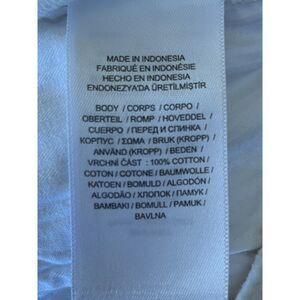 MADE IN INDONESIA
FABRIQUÉ EN INDONÉSIE
HECHO EN INDONESIA
ENDONEZYA'DA ÜRETİLMİŞTİR
BODY / CORPS / CORPO /
OBERTEIL / ROMP / HOVEDDEL /
CUERPO / ПЕРЕД И СПИНКА /
КОРПУС / ΣΩΜΑ / BRUK (KROPP) /
ANVÄND (KROPP) / BEDEN /
VRCHNÍ ČÁST : 100% COTTON /
COTON / COTONE / BAUMWOLLE /
KATOEN / BOMULD / ALGODÓN /
ALGODÃO / ХЛОПОК / ПАМУК /
BAMBAKI / BOMULL / PAMUK /
BAVLNA